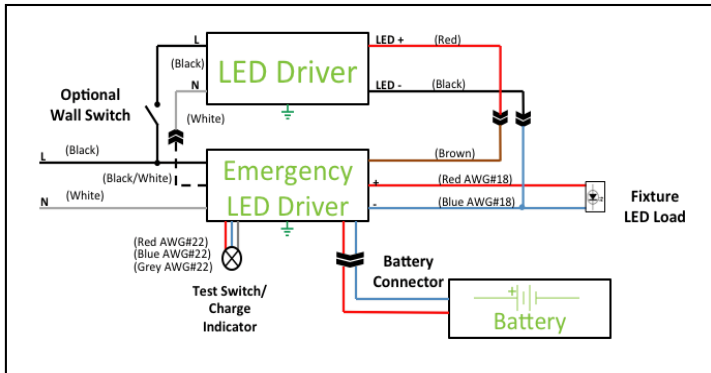 L
LED +
(Red)
(Black)
LED Driver
N
LED -
(Black)
Optional
Wall Switch
(White)
L
(Black)
(Brown)
(Black/White)
Emergency
LED Driver
+
(Red AWG#18)
(White)
N
-
(Blue AWG#18)
Fixture
LED Load
(Red AWG#22)
(Blue AWG#22)
(Grey AWG#22)
Test Switch/
Charge
Indicator
Battery
Connector
+
Battery